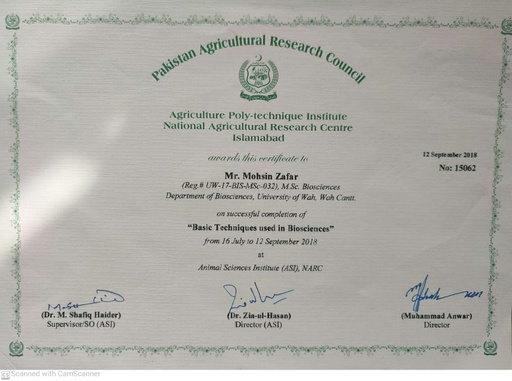 Pakistan Agricultural Research Council
Agriculture Poly-technique Institute
National Agricultural Research Centre
Islamabad
awards this certificate to
12 September 2018
No: 15062
Mr. Mohsin Zafar
(Reg.# UW-17-BIS-MSc-032), M.Sc. Biosciences
Department of Biosciences, University of Wah, Wah Cantt.
on successful completion of
"Basic Techniques used in Biosciences"
from 16 July to 12 September 2018
at
Animal Sciences Institute (ASI), NARC
(Dr. M. Shafiq Haider)
Supervisor/SO (ASI)
(Dr. Zia-ul-Hasan)
Director (ASI)
(Muhammad Anwar)
Director
Scanned with CamScanner